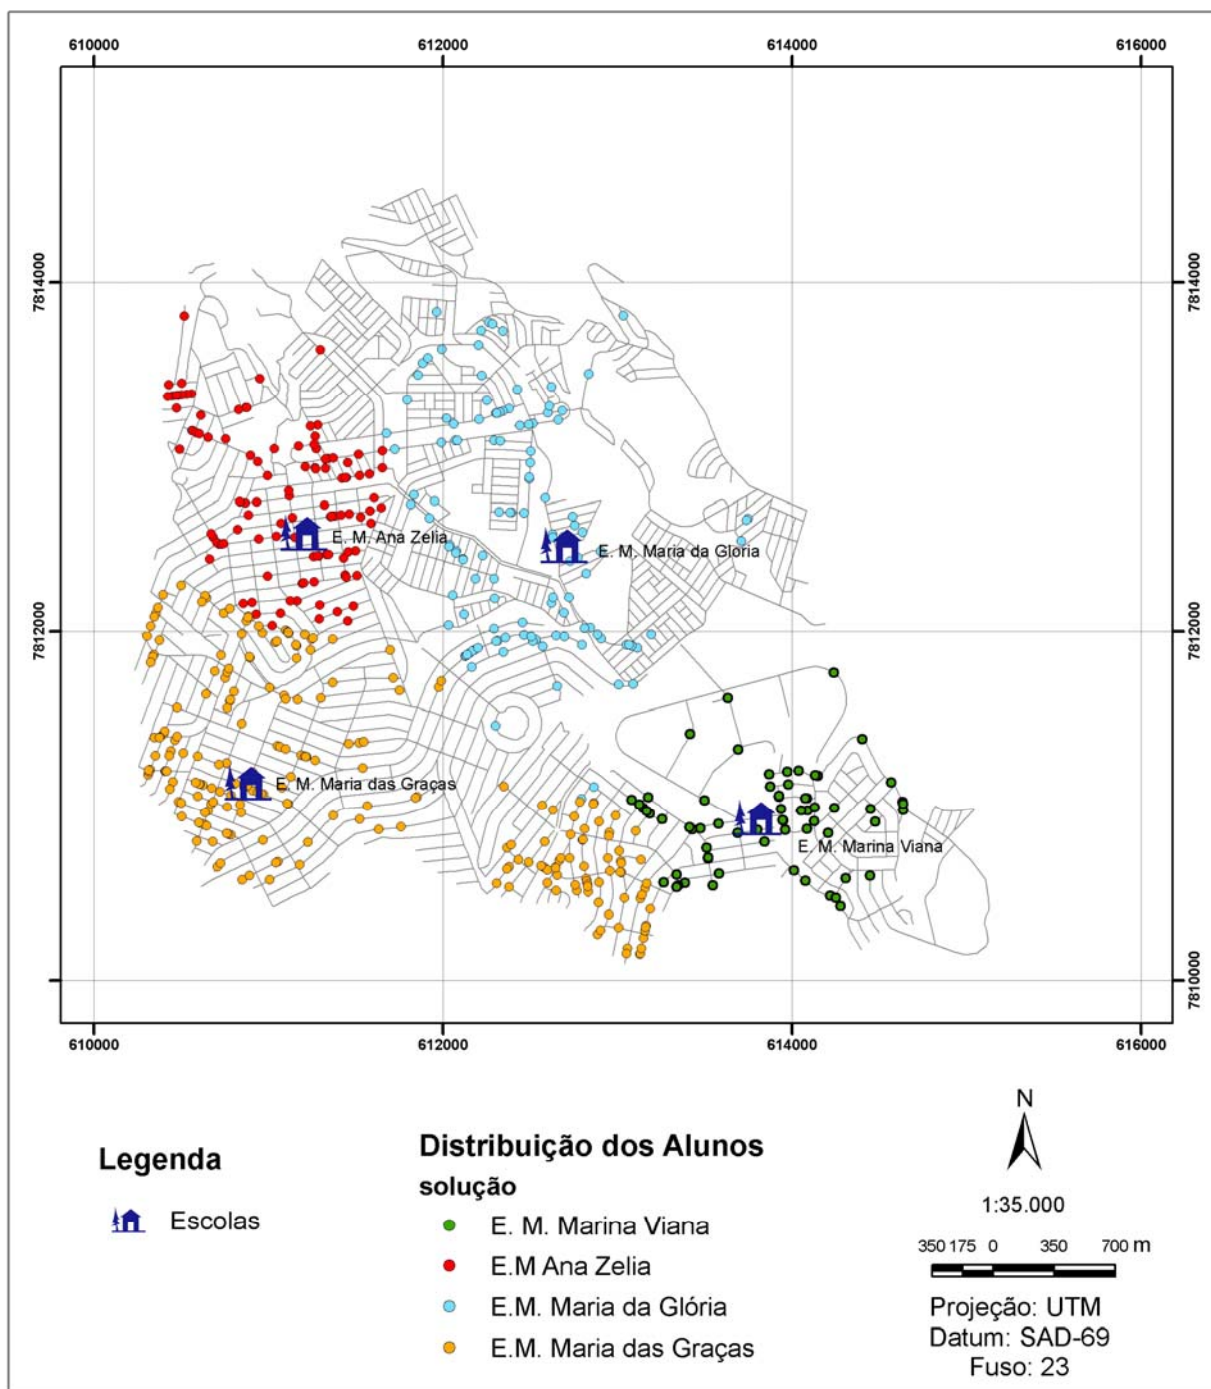 610000 612000 614000 616000
7814000 7814000
E. M. Ana Zelia
E. M. Maria da Gloria
7812000 7812000
E. M. Maria das Graças
E. M. Marina Viana
7810000
610000 612000 614000 616000
Legenda
Escolas
Distribuição dos Alunos
solução
E. M. Marina Viana
E.M Ana Zelia
E.M. Maria da Glória
E.M. Maria das Graças
N
1:35.000
350 175 0 350 700 m
Projeção: UTM
Datum: SAD-69
Fuso: 23